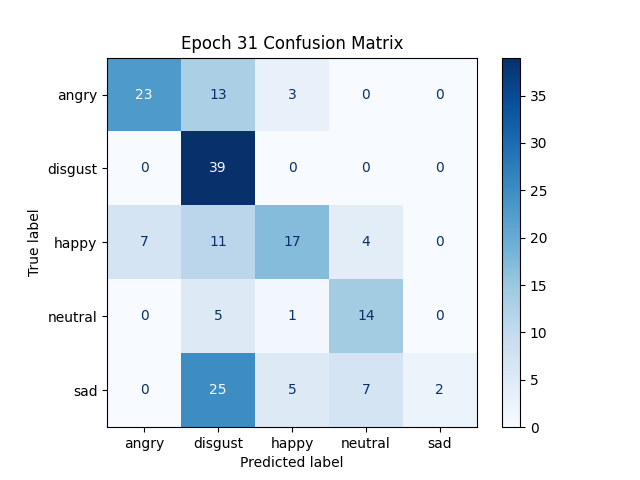 Epoch 31 Confusion Matrix
True label
angry 23 13 3 0 0
disgust 0 39 0 0 0
happy 7 11 17 4 0
neutral 0 5 1 14 0
sad 0 25 5 7 2
angry disgust happy neutral sad
Predicted label
35
30
25
20
15
10
5
0